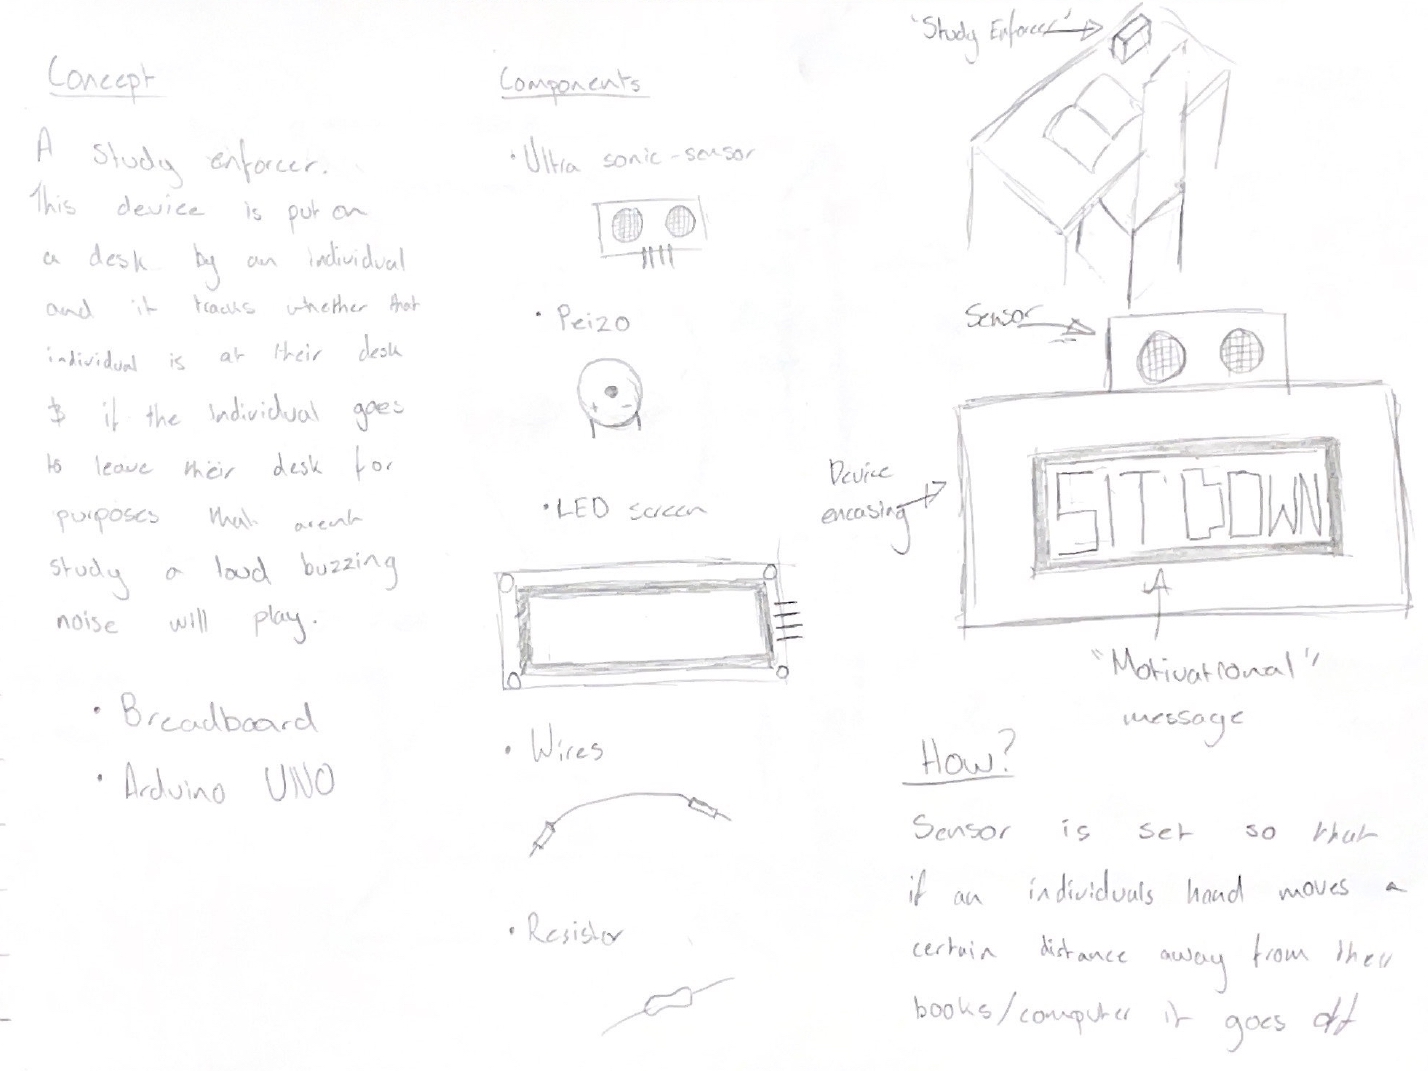 Concept
A study enforcer.
This device is put on
a desk by an individual
and it tracks whether that
individual is at their desk
& if the individual goes
to leave their desk for
purposes that arent
study a loud buzzing
noise will play.
• Breadboard
• Arduino UNO
Components
• Ultra sonic-sensor
• Peizo
+ -
• LED screen
• Wires
• Resistor
'Study Enforcer'
Sensor
Device
encasing
SIT DOWN
"Motivational"
message
How?
Sensor is set so that
if an individuals hand moves a
certain distance away from their
books/computer it goes off